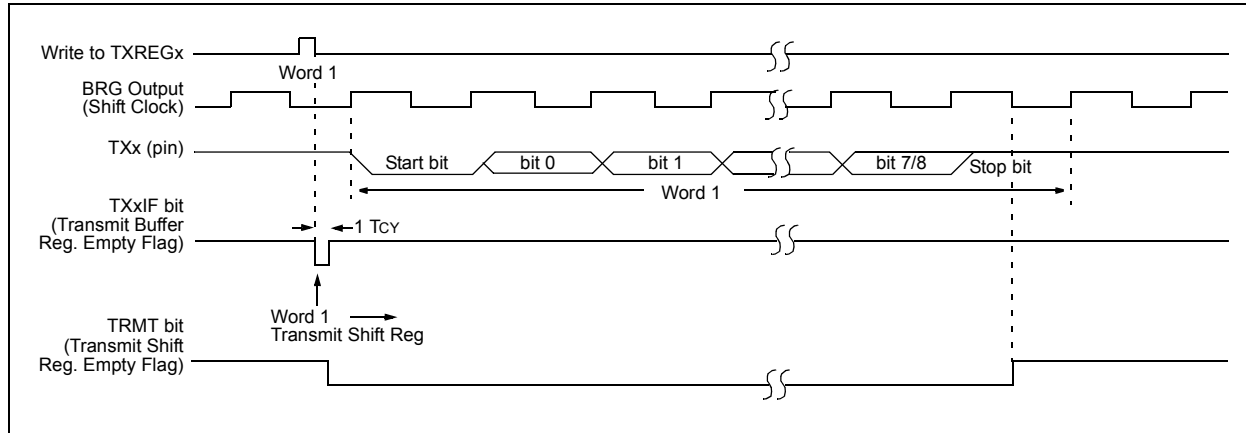 Write to TXREGx
Word 1
BRG Output
(Shift Clock)
TXx (pin)
Start bit
bit 0
bit 1
bit 7/8
Stop bit
Word 1
TXxIF bit
(Transmit Buffer
Reg. Empty Flag)
1 TCY
Word 1
Transmit Shift Reg
TRMT bit
(Transmit Shift
Reg. Empty Flag)